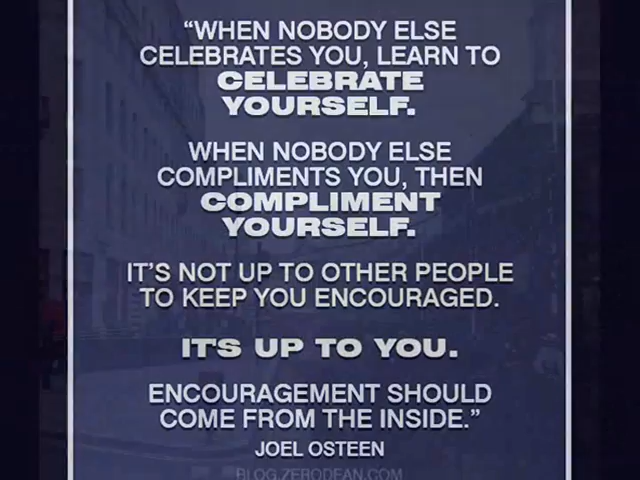 “WHEN NOBODY ELSE
CELEBRATES YOU, LEARN TO
CELEBRATE
YOURSELF.
WHEN NOBODY ELSE
COMPLIMENTS YOU, THEN
COMPLIMENT
YOURSELF.
IT’S NOT UP TO OTHER PEOPLE
TO KEEP YOU ENCOURAGED.
IT’S UP TO YOU.
ENCOURAGEMENT SHOULD
COME FROM THE INSIDE.”
JOEL OSTEEN
BLOG.ZERODEAN.COM